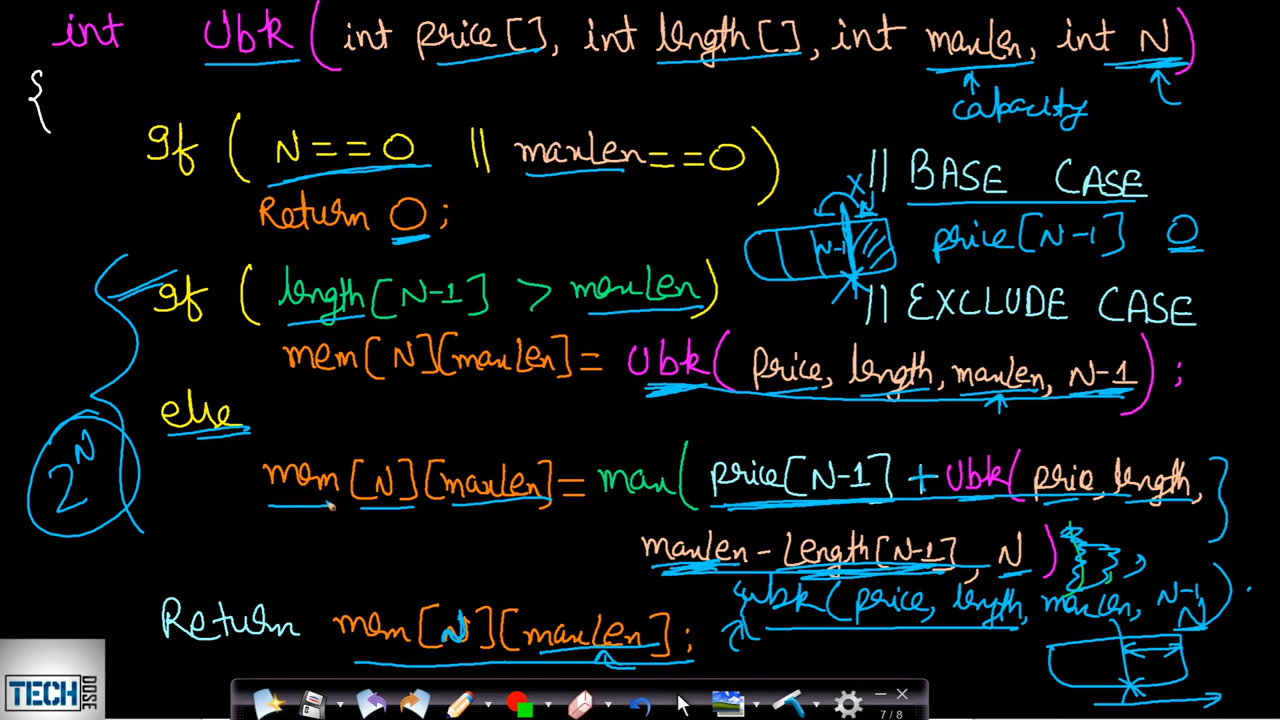 int Ubk(int price[], int length[], int maxLen, int N)
capacity
{
If (N==0 || maxLen==0)
// BASE CASE
Return 0;
X
N
N-1
price[N-1] 0
If (length[N-1] > maxLen)
// EXCLUDE CASE
mem[N][maxLen]= Ubk(price, length, maxLen, N-1);
else
2^N
mem[N][maxLen]= max(price[N-1] + Ubk(price, length,
maxLen-Length[N-1], N),
ubk(price, length, maxLen, N-1)
Return mem[N][maxLen];
TECH
DOSE
7 / 8